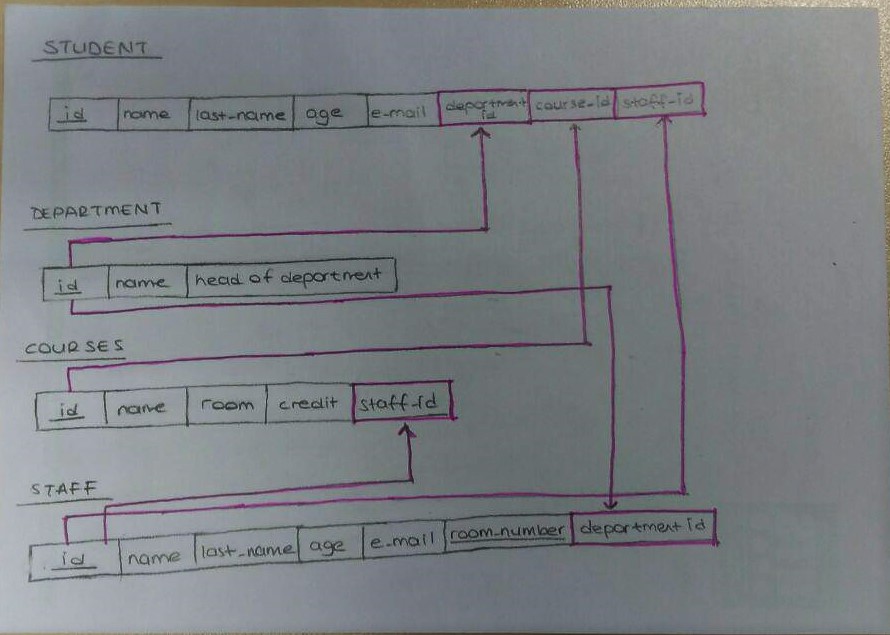 STUDENT
id name last-name age e-mail department id course-id staff-id
DEPARTMENT
id name head of department
COURSES
id name room credit staff-id
STAFF
id name last-name age e-mail room-number department id